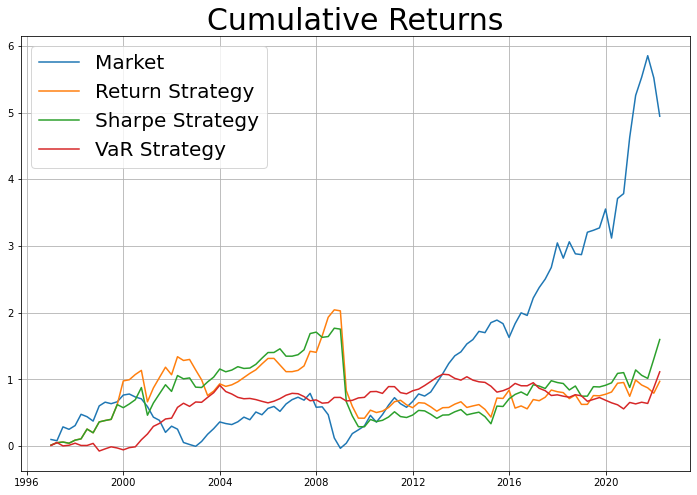 Cumulative Returns
Market
Return Strategy
Sharpe Strategy
VaR Strategy
6
5
4
3
2
1
0
1996
2000
2004
2008
2012
2016
2020